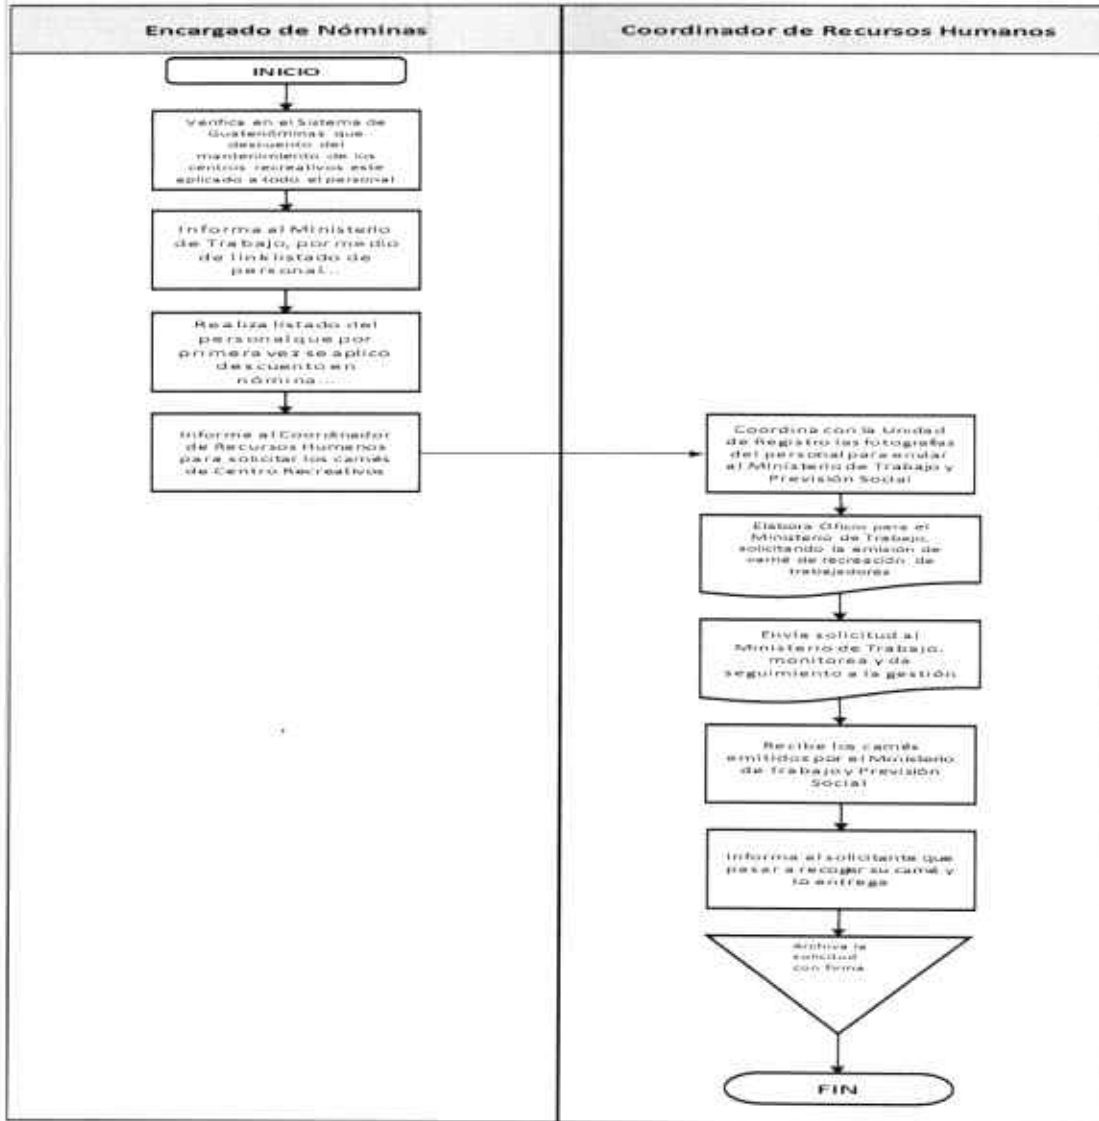 Encargado de Nóminas
Coordinador de Recursos Humanos
INICIO
Verifica en el Sistema de
Guatenóminas que
descuento del
mantenimiento de los
centros recreativos este
aplicado a todo el personal
Informa al Ministerio
de Trabajo, por medio
de link listado de
personal...
Realiza listado del
personal que por
primera vez se aplico
descuento en
nómina...
Informe al Coordinador
de Recursos Humanos
para solicitar los carnés
de Centro Recreativos
Coordina con la Unidad
de Registro las fotografías
del personal para enviar
al Ministerio de Trabajo y
Previsión Social
Elabora Oficio para el
Ministerio de Trabajo,
solicitando la emisión de
carné de recreación de
trabajadores
Envía solicitud al
Ministerio de Trabajo,
monitorea y da
seguimiento a la gestión
Recibe los carnés
emitidos por el Ministerio
de Trabajo y Previsión
Social
Informa al solicitante que
pasar a recoger su carné y
lo entrega
Archiva la
solicitud
con firma
FIN